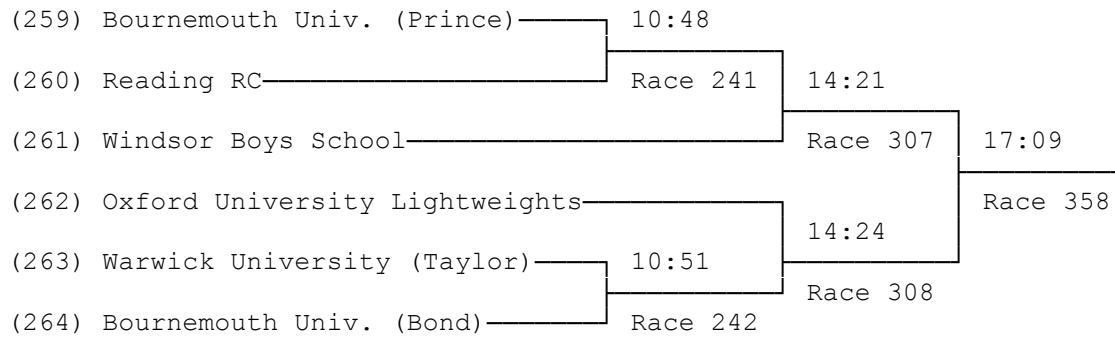 (259) Bournemouth Univ. (Prince) 10:48
(260) Reading RC Race 241 14:21
(261) Windsor Boys School Race 307 17:09
(262) Oxford University Lightweights Race 358
14:24
(263) Warwick University (Taylor) 10:51
Race 308
(264) Bournemouth Univ. (Bond) Race 242